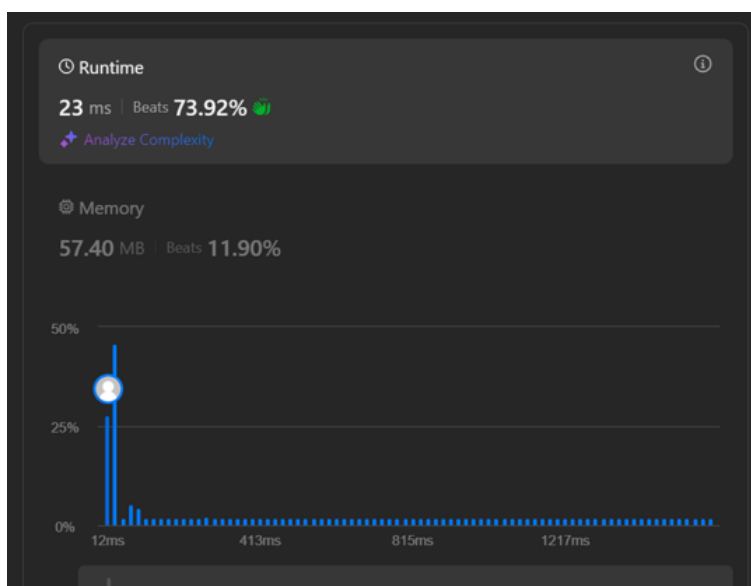 Runtime
23 ms | Beats 73.92%
Analyze Complexity
Memory
57.40 MB | Beats 11.90%
50%
25%
0%
12ms 413ms 815ms 1217ms